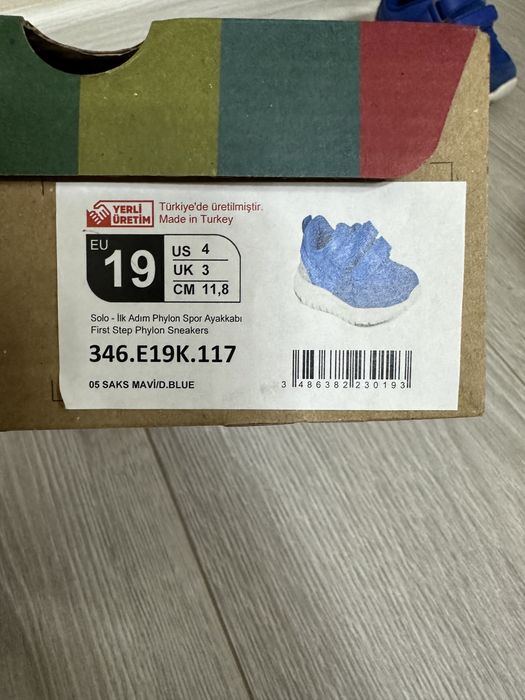 YERLİ
ÜRETİM
Türkiye'de üretilmiştir.
Made in Turkey
EU
19
US 4
UK 3
CM 11,8
Solo - İlk Adım Phylon Spor Ayakkabı
First Step Phylon Sneakers
346.E19K.117
05 SAKS MAVİ/D.BLUE
3 486382 230193